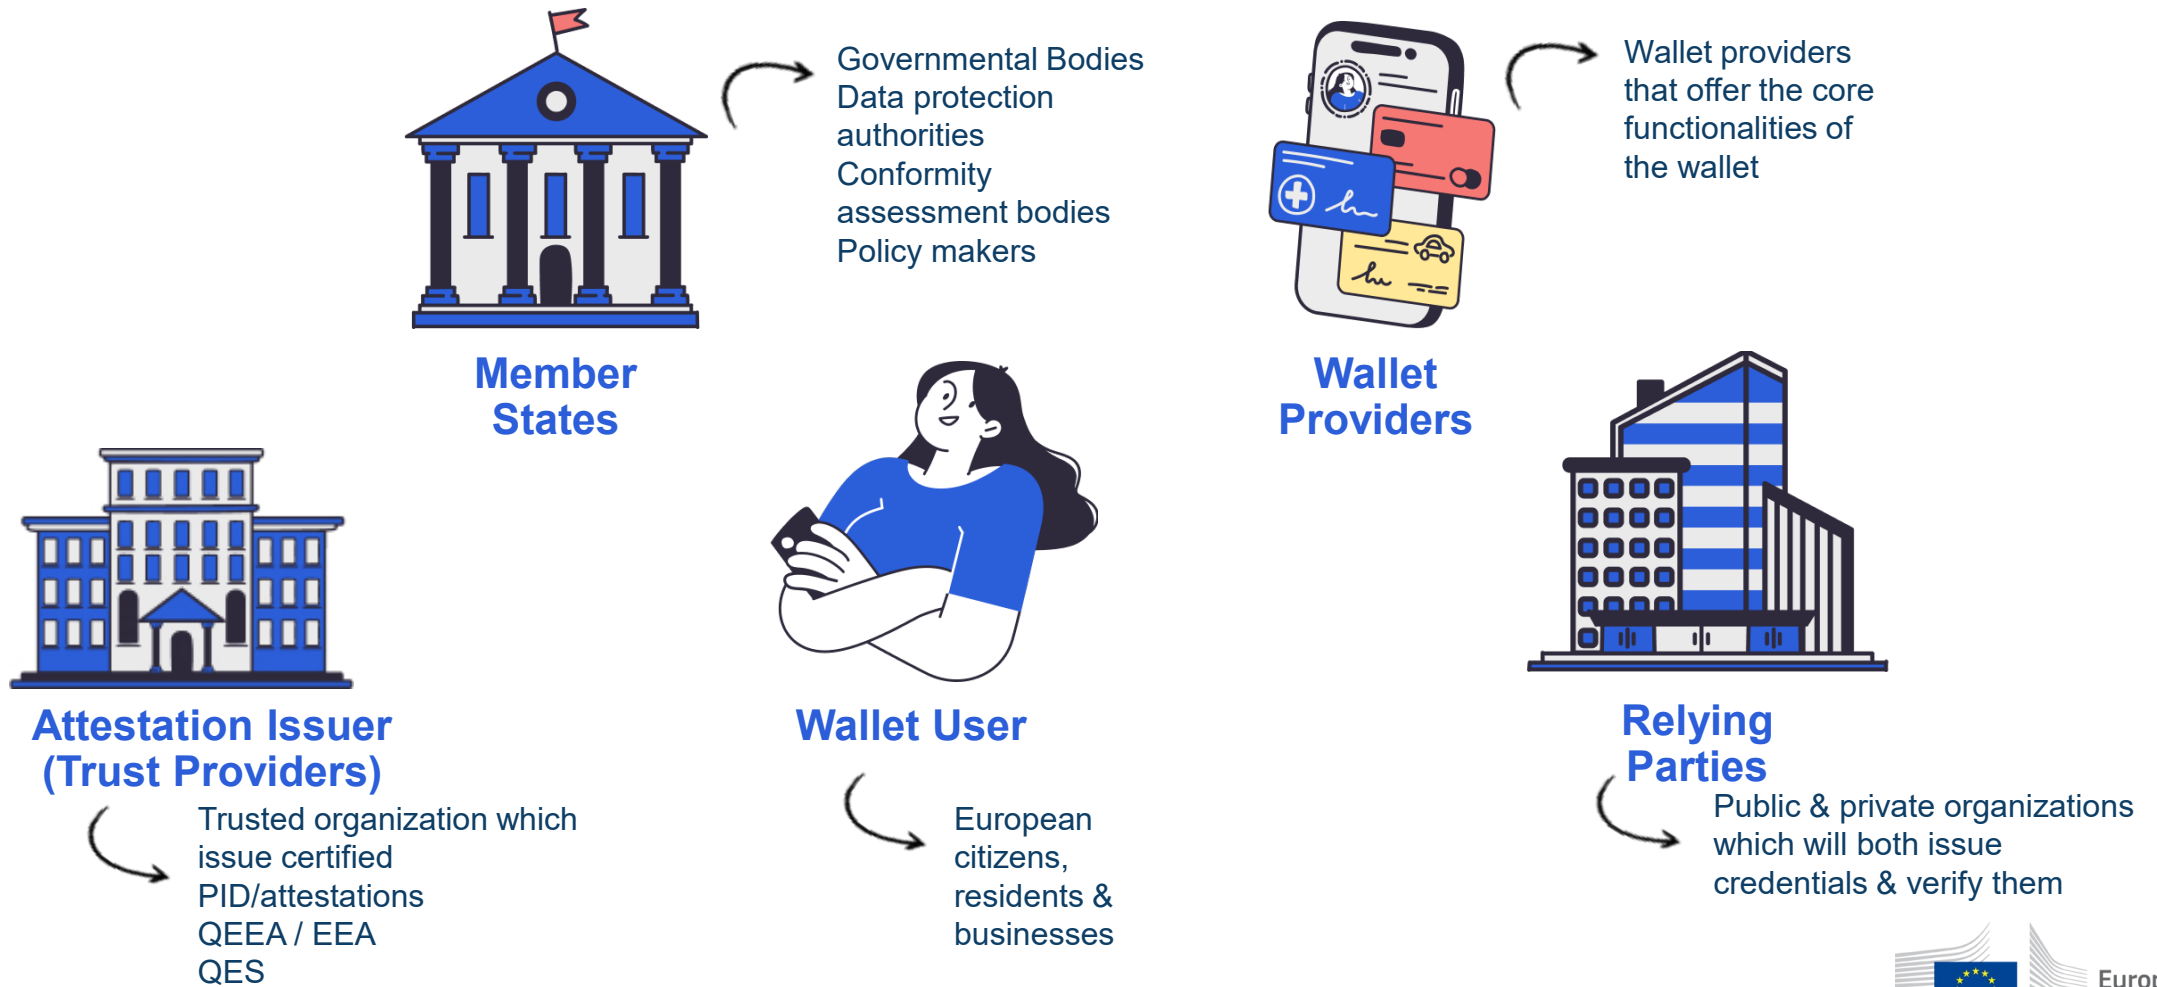 Governmental Bodies
Data protection
authorities
Conformity
assessment bodies
Policy makers
Member
States
Wallet providers
that offer the core
functionalities of
the wallet
Wallet
Providers
Attestation Issuer
(Trust Providers)
Trusted organization which
issue certified
PID/attestations
QEEA / EEA
QES
Wallet User
European
citizens,
residents &
businesses
Relying
Parties
Public & private organizations
which will both issue
credentials & verify them